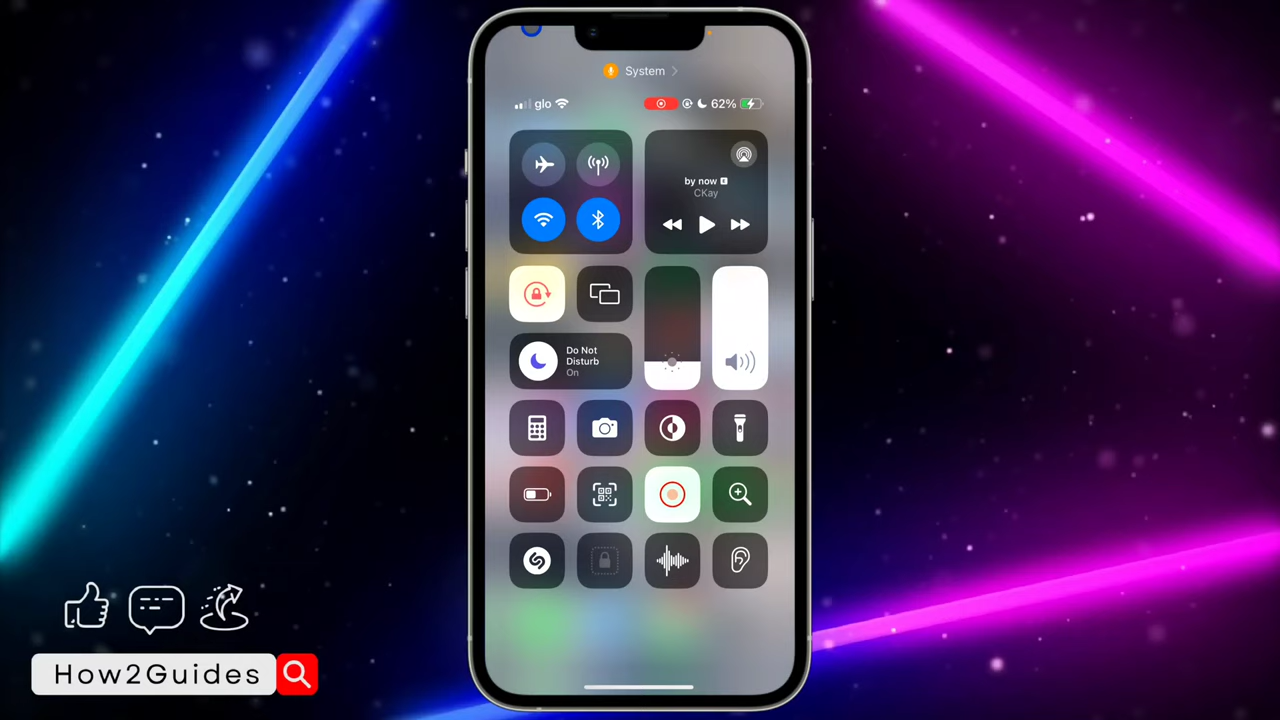 System
glo
62%
by now E
CKay
Do Not
Disturb
On
How2Guides